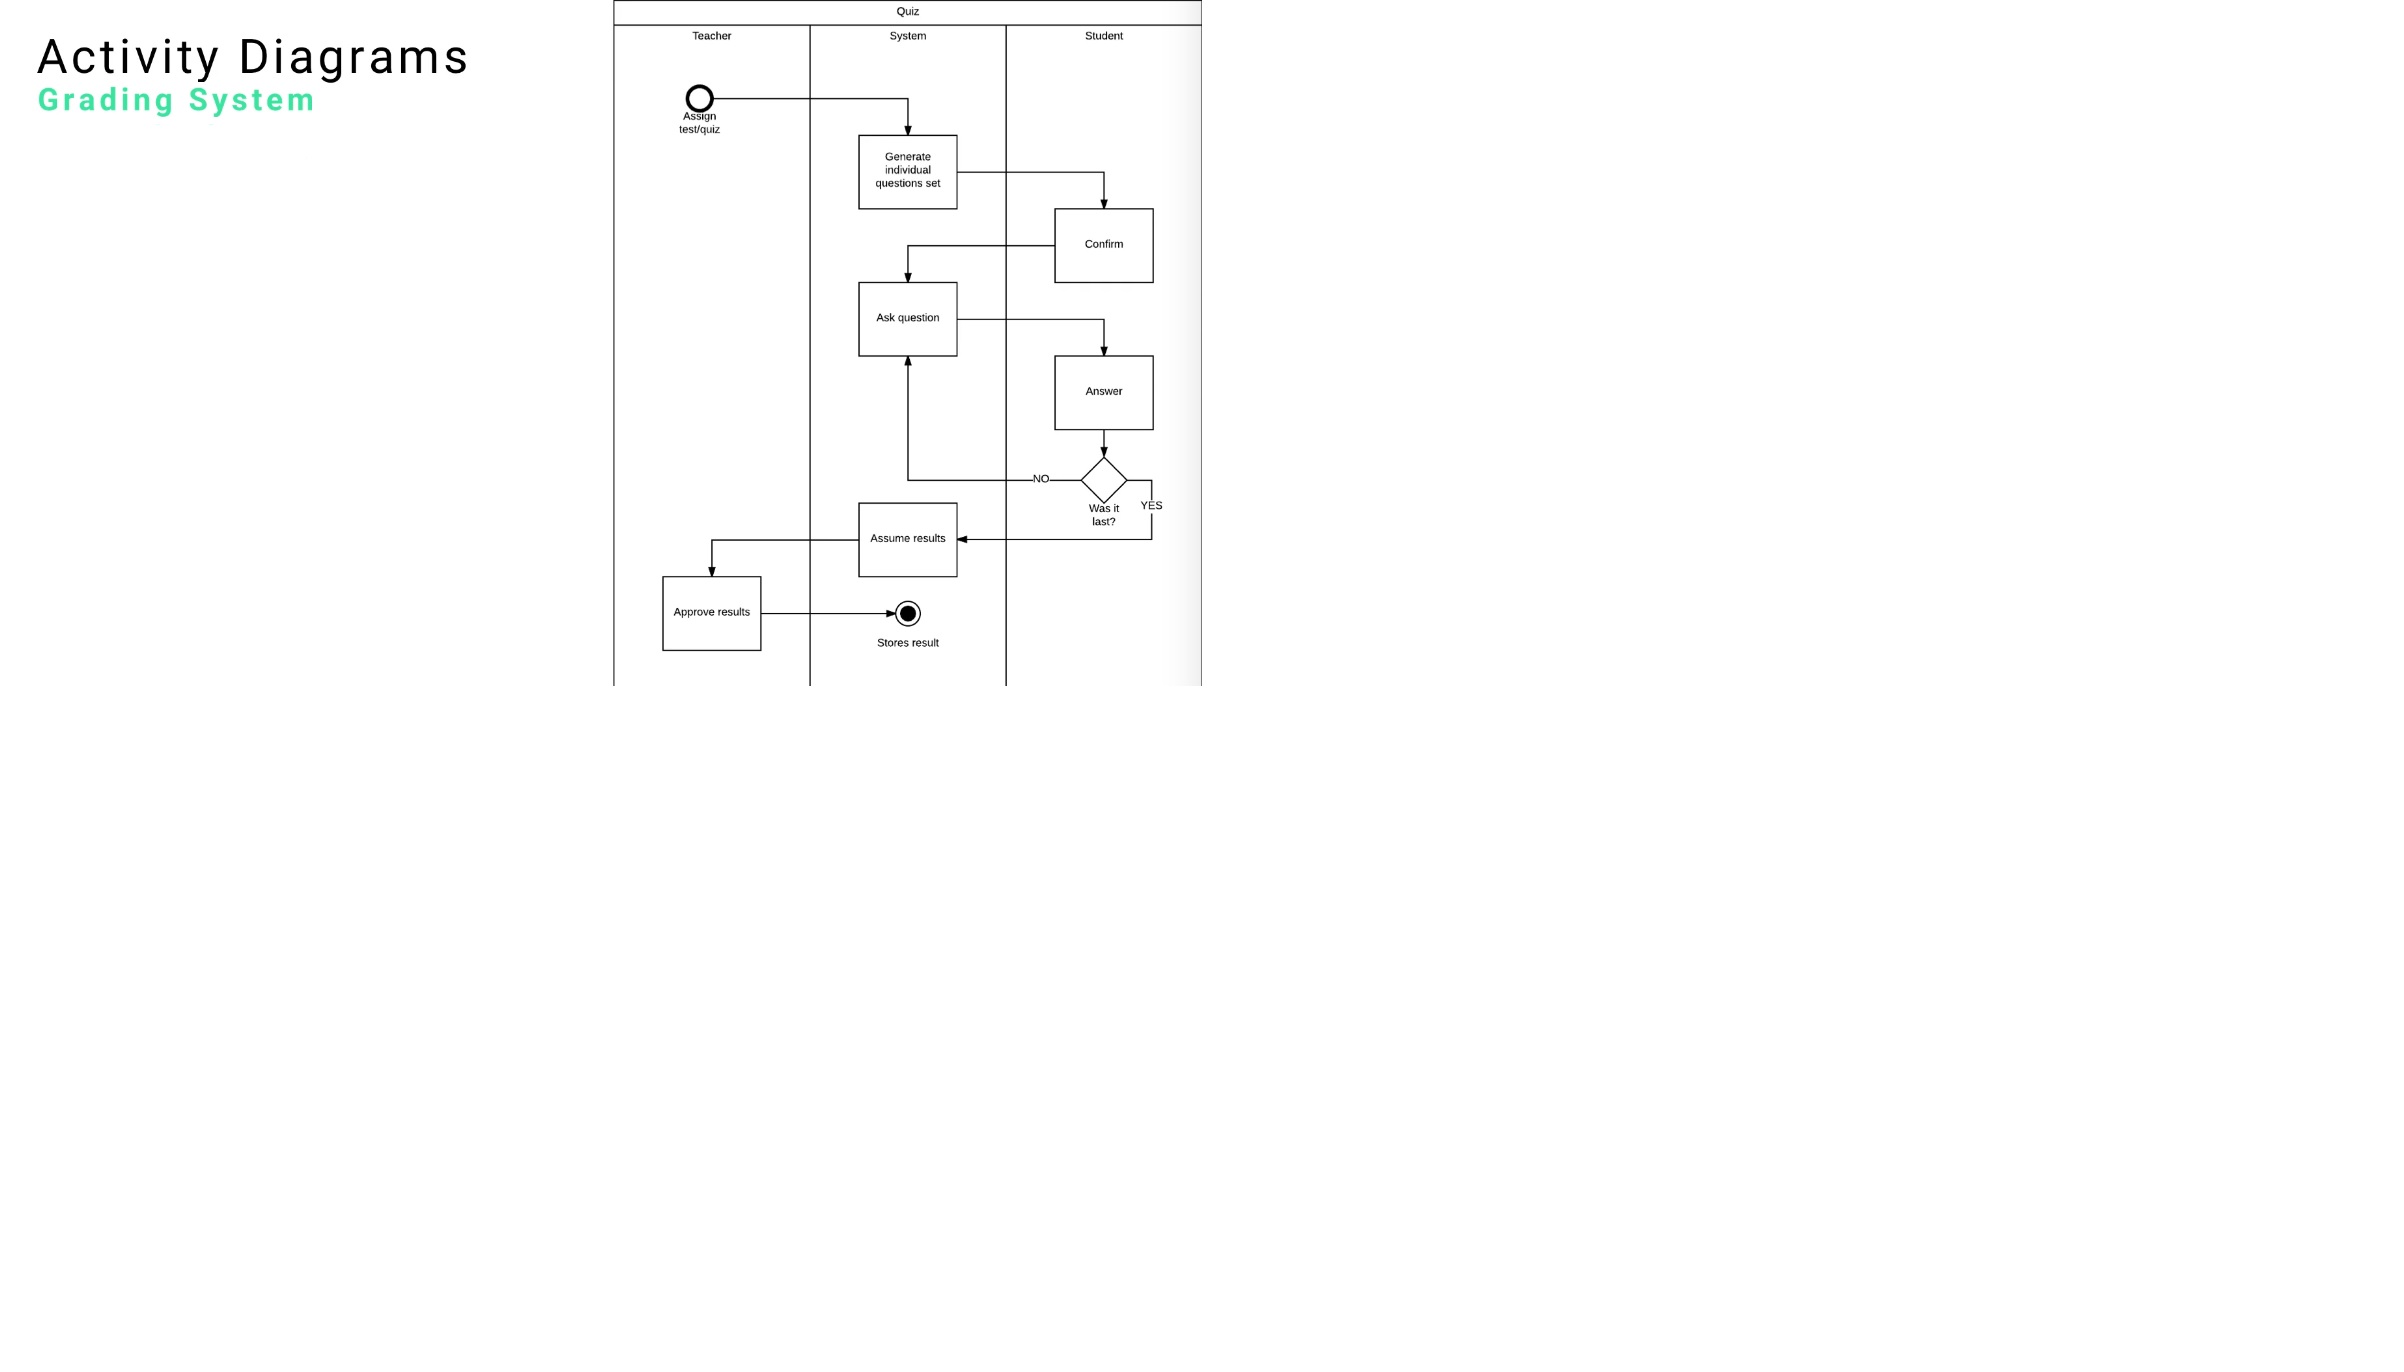 Activity Diagrams
Grading System
Quiz
Teacher
System
Student
Assign
test/quiz
Generate
individual
questions set
Confirm
Ask question
Answer
NO
YES
Was it
last?
Assume results
Approve results
Stores result